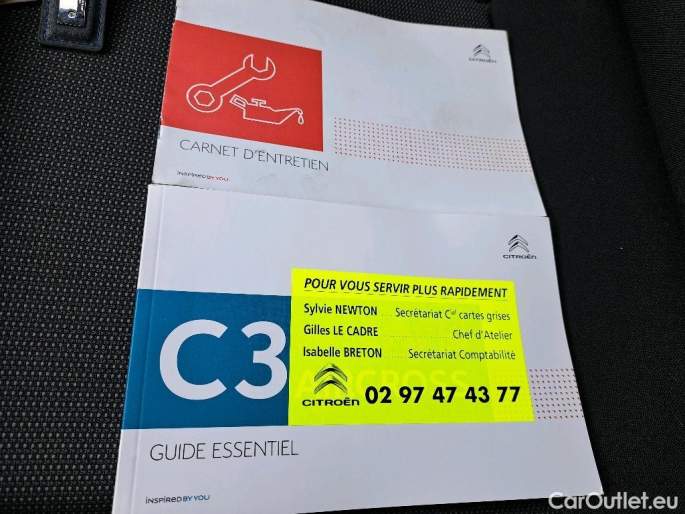 CITROËN
CARNET D'ENTRETIEN
INSPIRED BY YOU
CITROËN
POUR VOUS SERVIR PLUS RAPIDEMENT
Sylvie NEWTON Secrétariat Cial cartes grises
Gilles LE CADRE Chef d'Atelier
Isabelle BRETON Secrétariat Comptabilité
C3 AIRCROSS
CITROËN 02 97 47 43 77
GUIDE ESSENTIEL
INSPIRED BY YOU
CarOutlet.eu